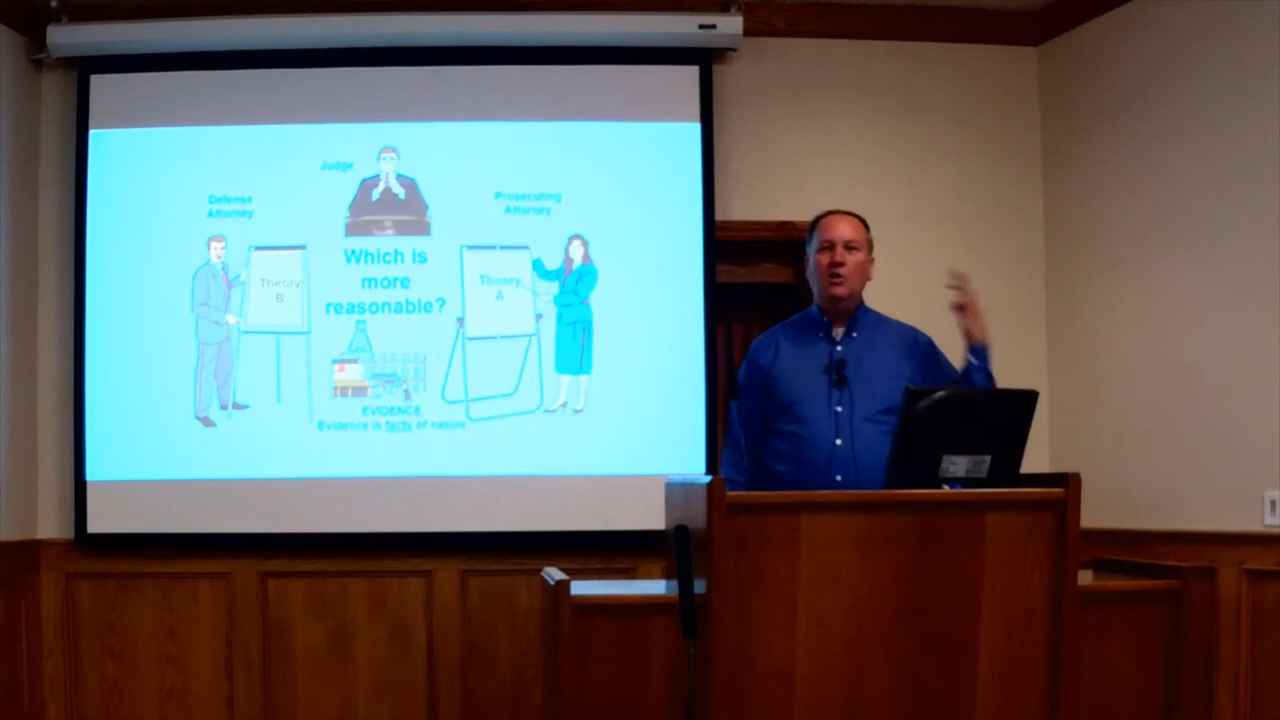 Judge
Defense
Attorney
Prosecuting
Attorney
Which is
more
reasonable?
Theory
B
Theory
A
EVIDENCE
Evidence is facts of nature